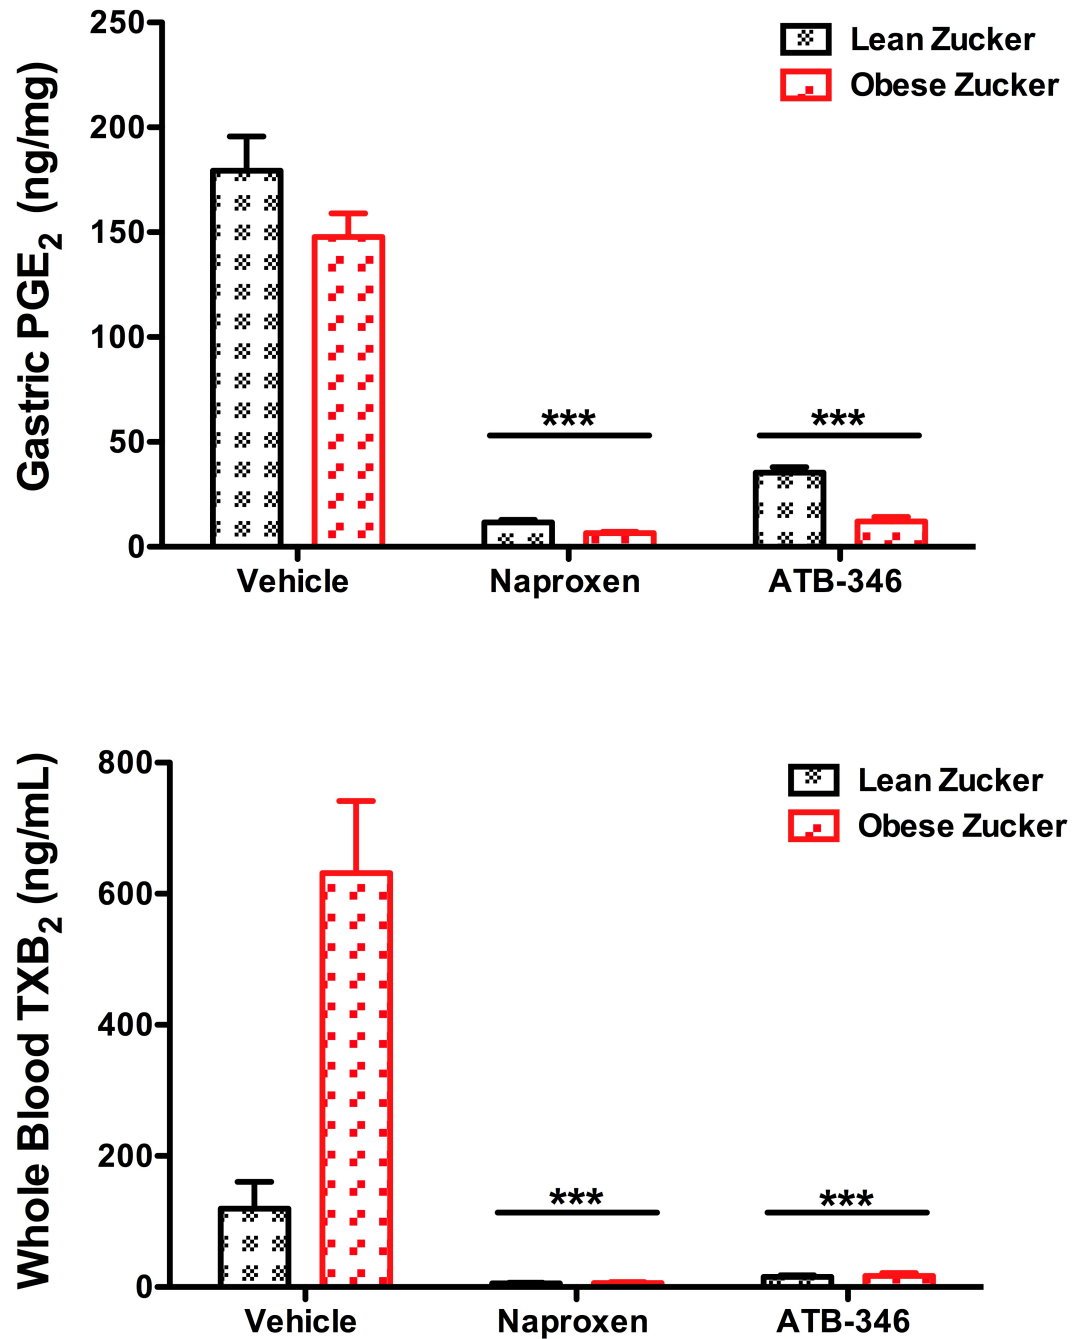 250
Lean Zucker
Obese Zucker
200
150
100
50
0
Gastric PGE2 (ng/mg)
***
***
Vehicle
Naproxen
ATB-346
800
Lean Zucker
Obese Zucker
600
400
200
0
Whole Blood TXB2 (ng/mL)
***
***
Vehicle
Naproxen
ATB-346